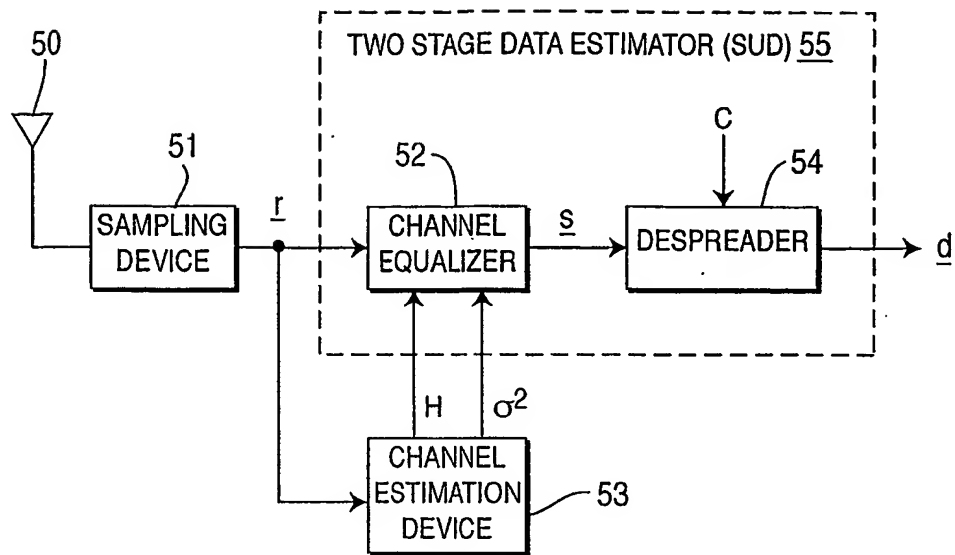 50
TWO STAGE DATA ESTIMATOR (SUD) 55
51
52
C
54
SAMPLING
DEVICE
r
CHANNEL
EQUALIZER
s
DESPREADER
d
H
σ²
CHANNEL
ESTIMATION
DEVICE
53